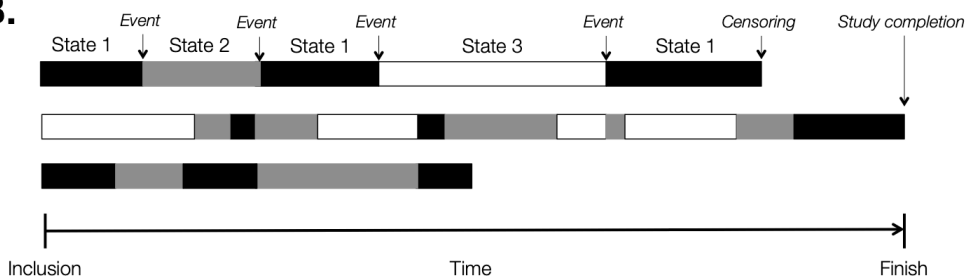 B.
Event Event Event Event Censoring Study completion
State 1 State 2 State 1 State 3 State 1
Inclusion Time Finish